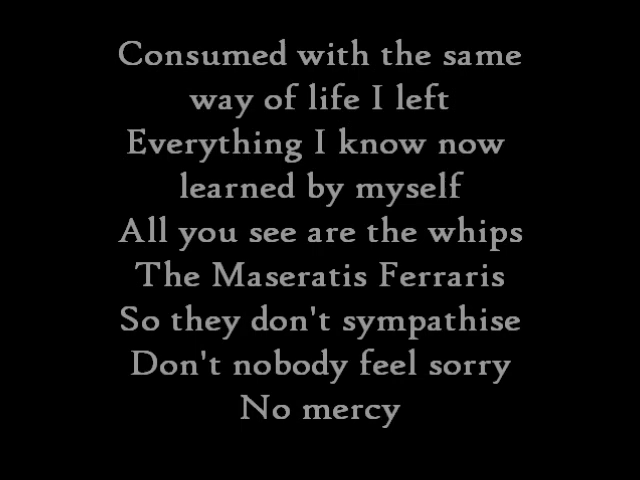 Consumed with the same
way of life I left
Everything I know now
learned by myself
All you see are the whips
The Maseratis Ferraris
So they don't sympathise
Don't nobody feel sorry
No mercy